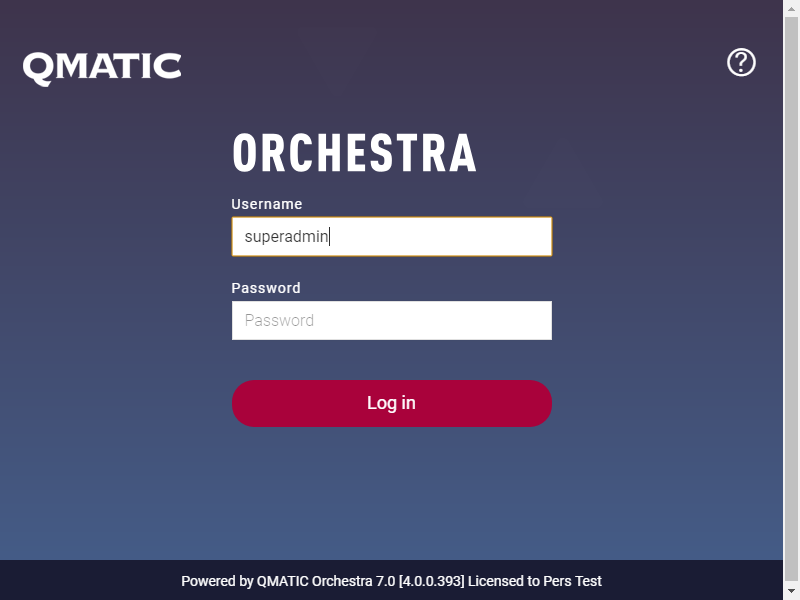 QMATIC
ORCHESTRA
Username
superadmin
Password
Password
Log in
Powered by QMATIC Orchestra 7.0 [4.0.0.393] Licensed to Pers Test